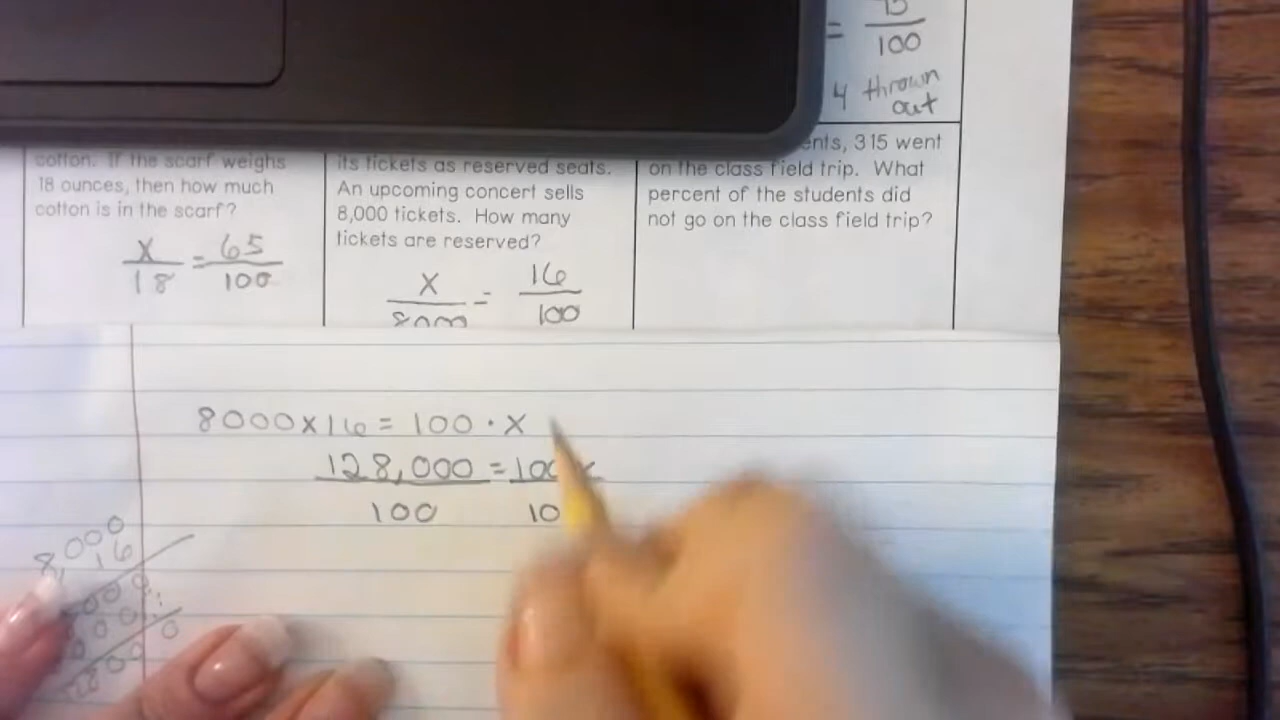 = 15/100
4 thrown
out
cotton. If the scarf weighs
18 ounces, then how much
cotton is in the scarf?
x/18 = 65/100
its tickets as reserved seats.
An upcoming concert sells
8,000 tickets. How many
tickets are reserved?
x/8000 = 16/100
ents, 315 went
on the class field trip. What
percent of the students did
not go on the class field trip?
8000 x 16 = 100 · x
128,000 = 100x
100 10
8,000
16